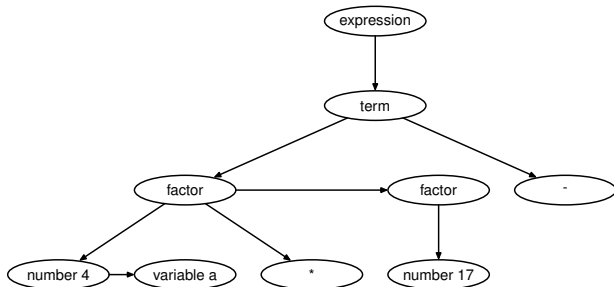 expression
term
factor
factor
-
number 4
variable a
*
number 17